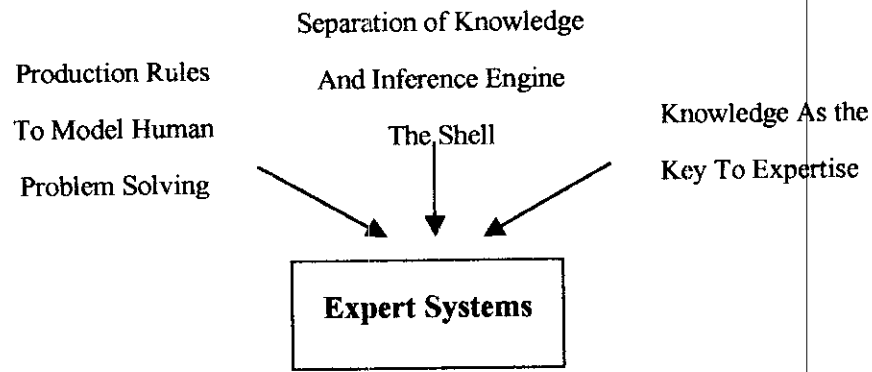 Production Rules
To Model Human
Problem Solving
Separation of Knowledge
And Inference Engine
The Shell
Knowledge As the
Key To Expertise
Expert Systems